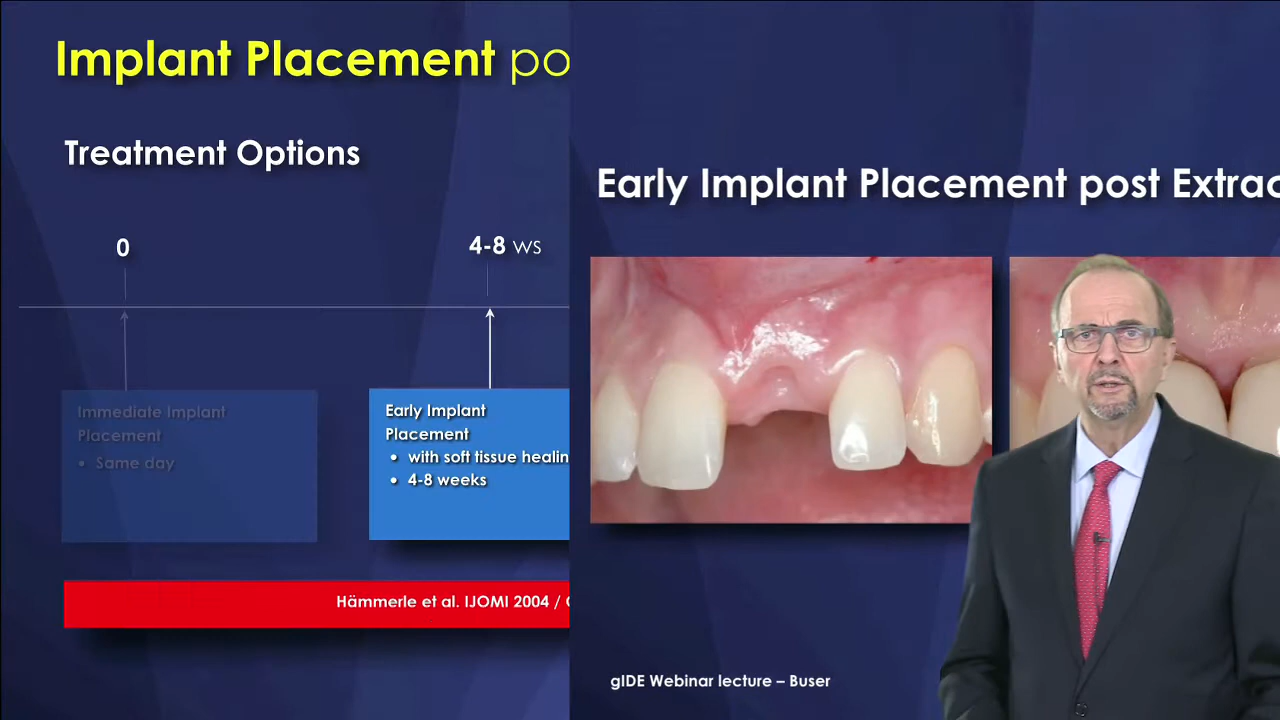 Implant Placement po
Treatment Options
0
4-8 ws
Immediate Implant
Placement
• Same day
Early Implant
Placement
• with soft tissue healin
• 4-8 weeks
Hämmerle et al. IJOMI 2004 /
Early Implant Placement post Extrac
gIDE Webinar lecture – Buser